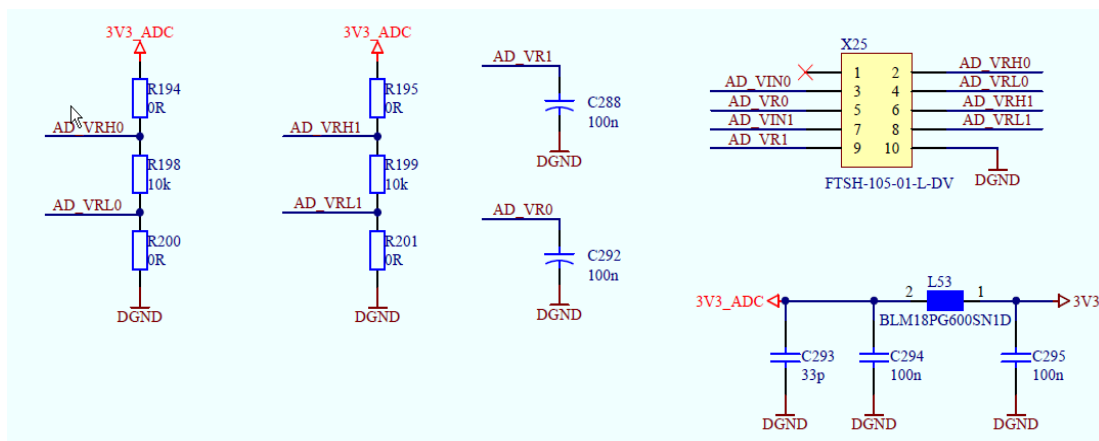 3V3_ADC
R194
0R
AD_VRH0
R198
10k
AD_VRL0
R200
0R
DGND
3V3_ADC
R195
0R
AD_VRH1
R199
10k
AD_VRL1
R201
0R
DGND
AD_VR1
C288
100n
DGND
AD_VR0
C292
100n
DGND
X25
1 2 AD_VRH0
AD_VIN0 3 4 AD_VRL0
AD_VR0 5 6 AD_VRH1
AD_VIN1 7 8 AD_VRL1
AD_VR1 9 10
FTSH-105-01-L-DV DGND
L53
3V3_ADC 2 1 3V3
BLM18PG600SN1D
C293
33p
DGND
C294
100n
DGND
C295
100n
DGND